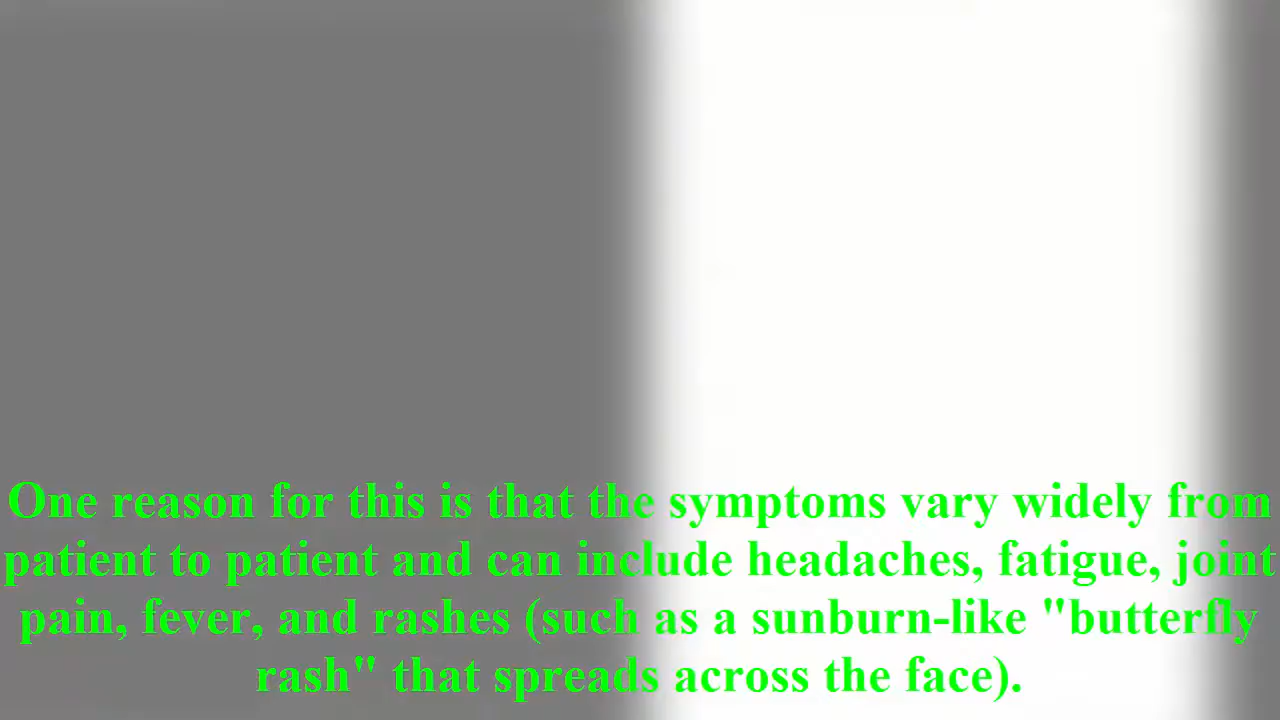 One reason for this is that the symptoms vary widely from
patient to patient and can include headaches, fatigue, joint
pain, fever, and rashes (such as a sunburn-like "butterfly
rash" that spreads across the face).